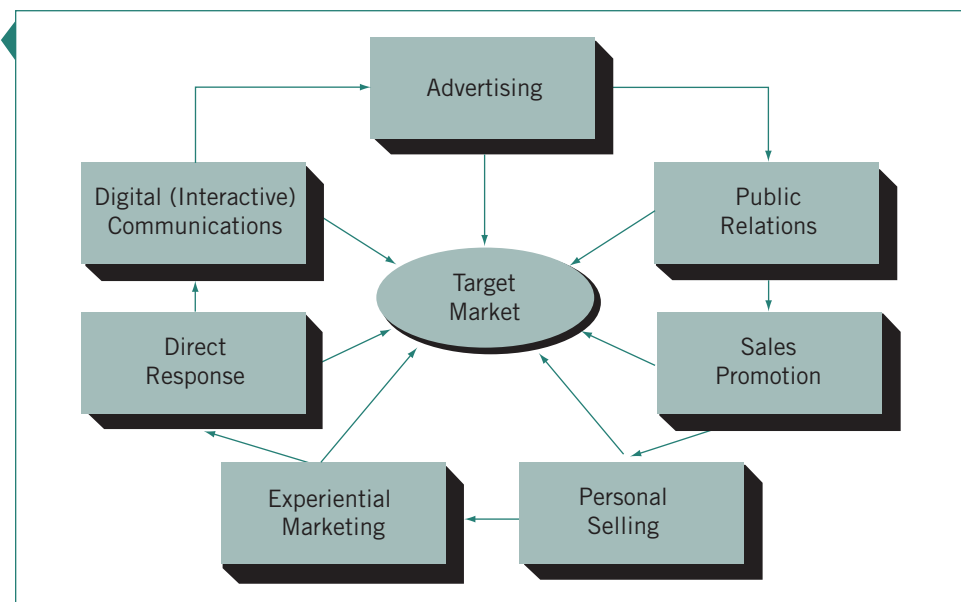 Advertising
Digital (Interactive)
Communications
Public
Relations
Target
Market
Direct
Response
Sales
Promotion
Experiential
Marketing
Personal
Selling